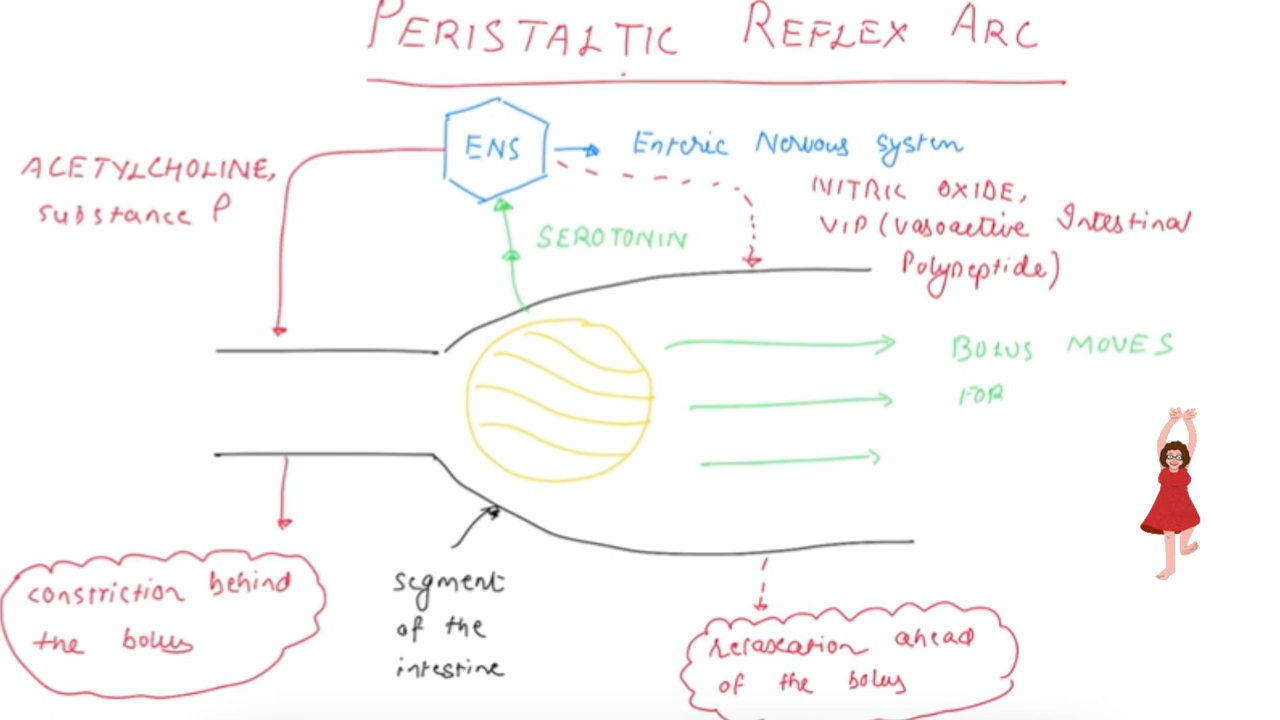 PERISTALTIC REFLEX ARC
ENS
Enteric Nervous system
ACETYLCHOLINE,
substance P
NITRIC OXIDE,
VIP (vasoactive Intestinal
Polypeptide)
SEROTONIN
BOLUS MOVES
FOR
constriction behind
the bolus
segment
of the
intestine
relaxation ahead
of the bolus